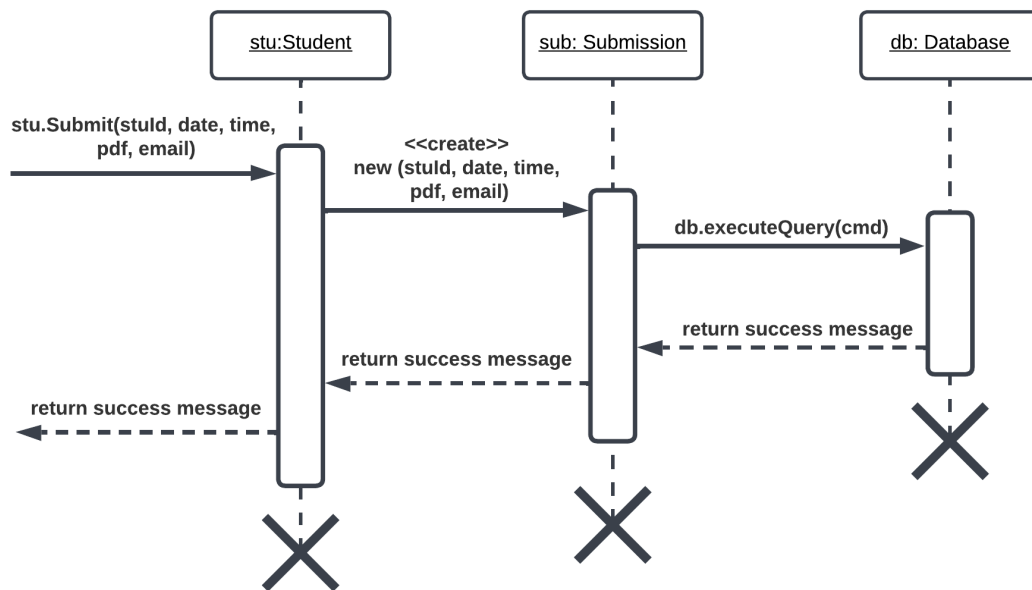 stu:Student
sub: Submission
db: Database
stu.Submit(stuId, date, time,
pdf, email)
<<create>>
new (stuId, date, time,
pdf, email)
db.executeQuery(cmd)
return success message
return success message
return success message